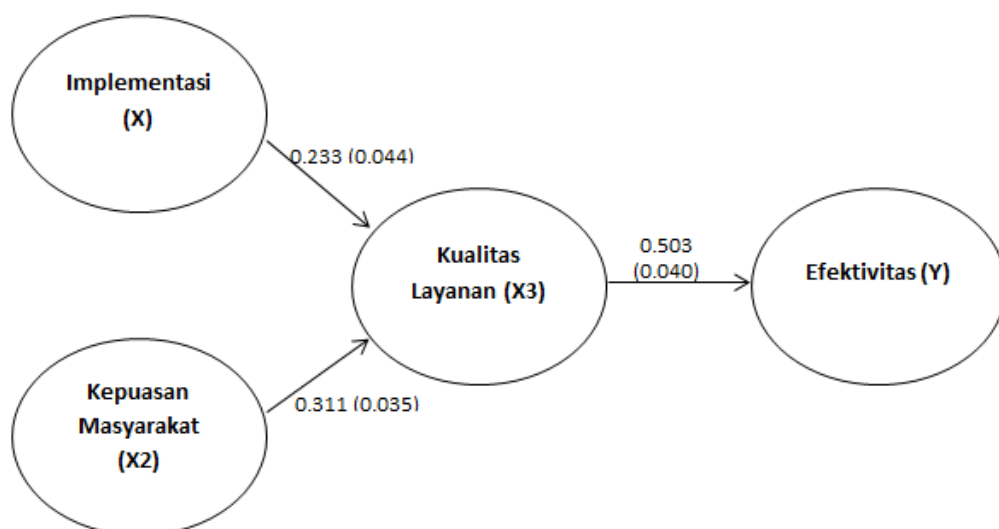 Implementasi
(X)
0.233 (0.044)
Kualitas
Layanan (X3)
0.503
(0.040)
Efektivitas (Y)
Kepuasan
Masyarakat
(X2)
0.311 (0.035)